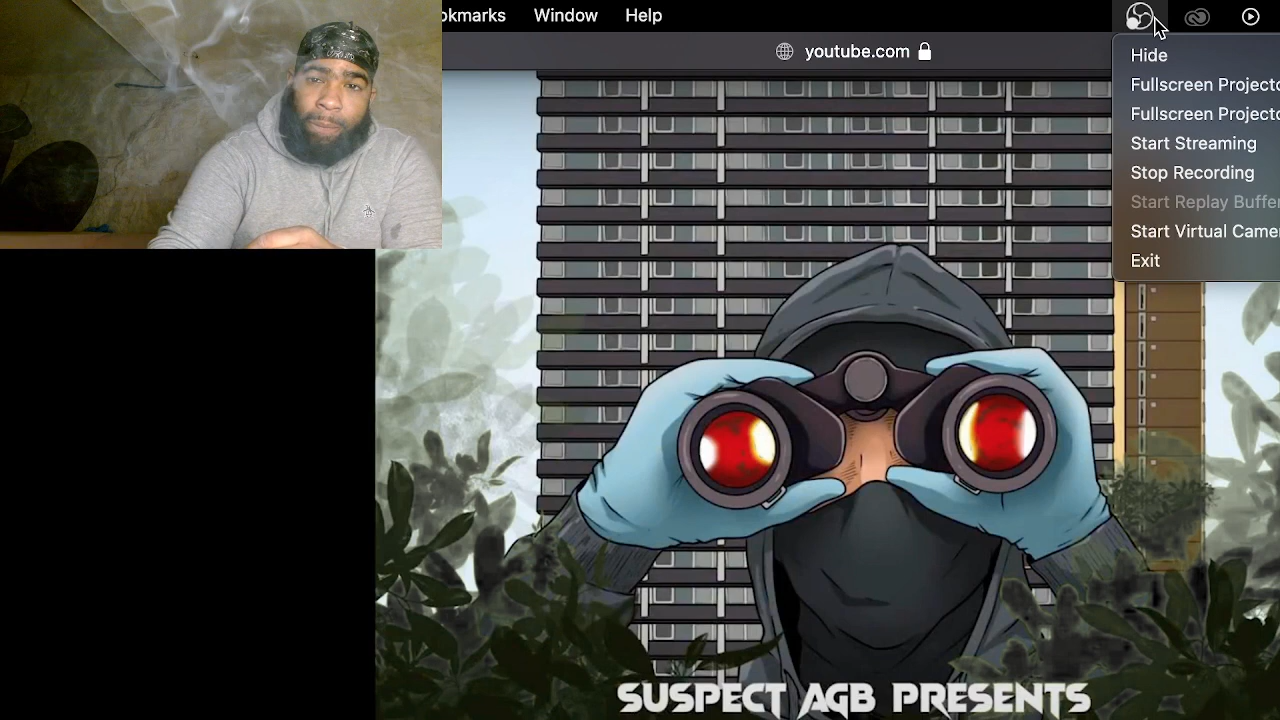 okmarks Window Help
youtube.com
Hide
Fullscreen Projecto
Fullscreen Projecto
Start Streaming
Stop Recording
Start Replay Buffe
Start Virtual Came
Exit
SUSPECT AGB PRESENTS